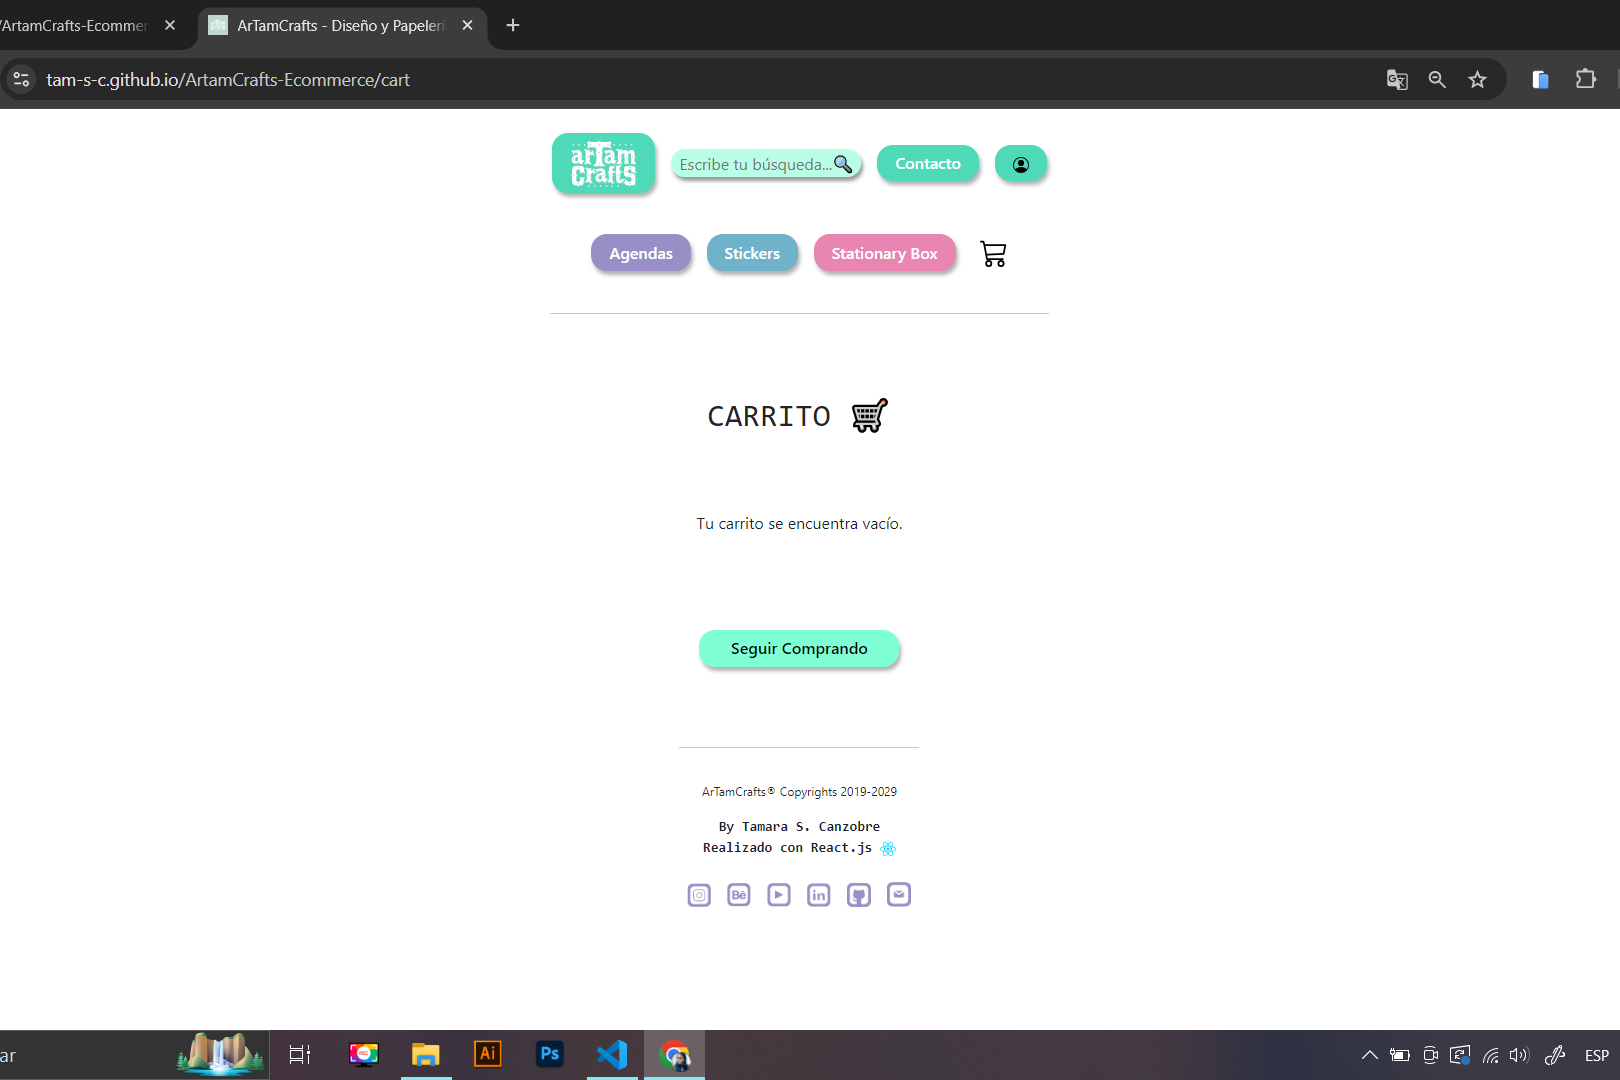 /ArtamCrafts-Ecommer
ArTamCrafts - Diseño y Papelerí
tam-s-c.github.io/ArtamCrafts-Ecommerce/cart
arTam
Crafts
Escribe tu búsqueda...
Contacto
Agendas
Stickers
Stationary Box
CARRITO
Tu carrito se encuentra vacío.
Seguir Comprando
ArTamCrafts® Copyrights 2019-2029
By Tamara S. Canzobre
Realizado con React.js
Bē
in
ar
Ai
Ps
ESP